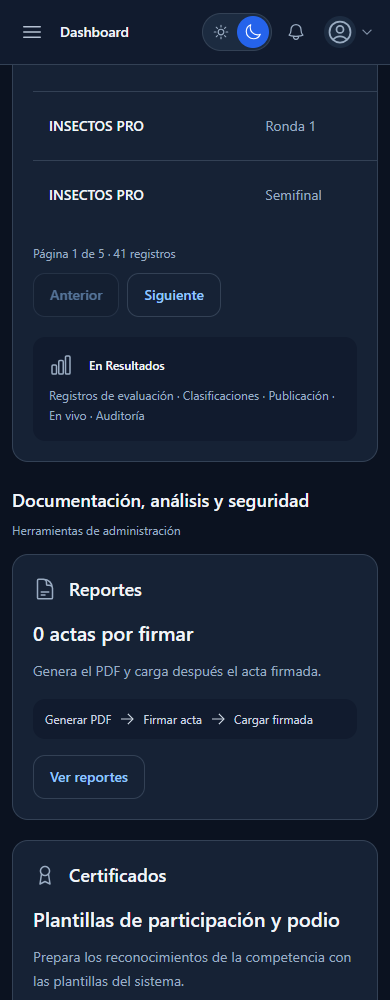 Dashboard
INSECTOS PRO Ronda 1
INSECTOS PRO Semifinal
Página 1 de 5 · 41 registros
Anterior Siguiente
En Resultados
Registros de evaluación · Clasificaciones · Publicación ·
En vivo · Auditoría
Documentación, análisis y seguridad
Herramientas de administración
Reportes
0 actas por firmar
Genera el PDF y carga después el acta firmada.
Generar PDF → Firmar acta → Cargar firmada
Ver reportes
Certificados
Plantillas de participación y podio
Prepara los reconocimientos de la competencia con
las plantillas del sistema.